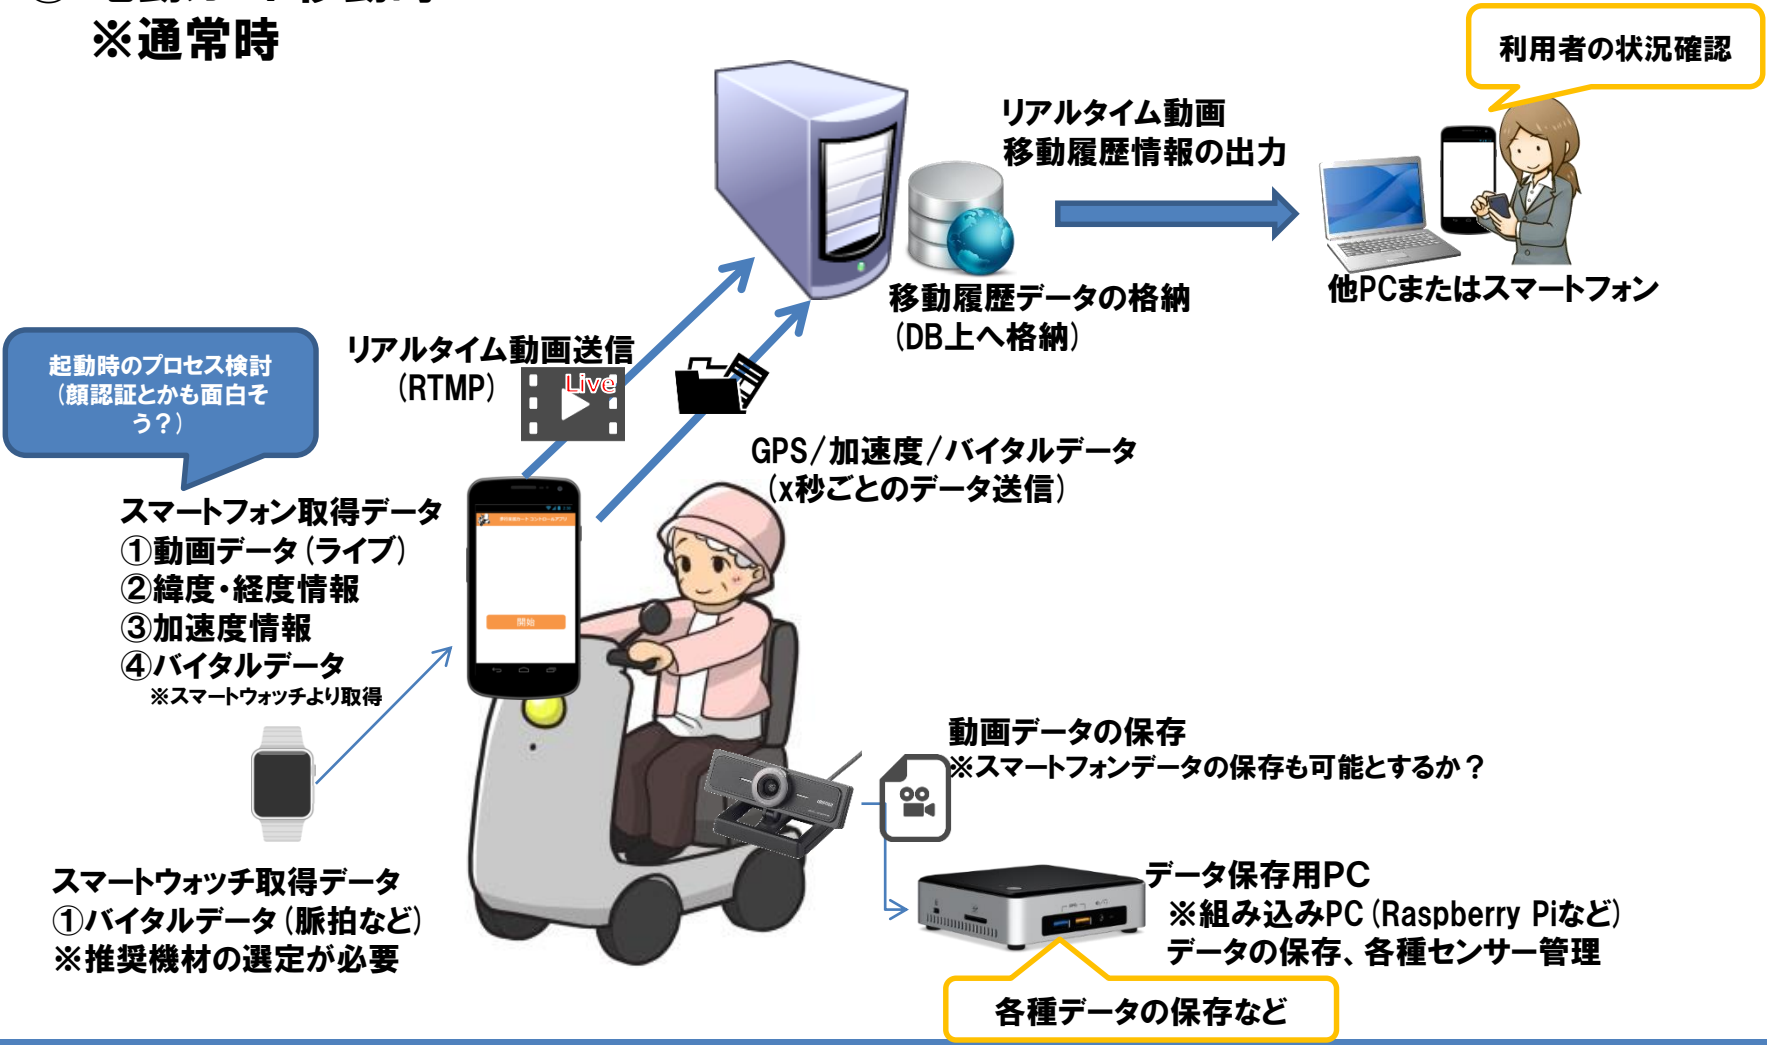 ※通常時
利用者の状況確認
リアルタイム動画
移動履歴情報の出力
他PCまたはスマートフォン
移動履歴データの格納
(DB上へ格納)
リアルタイム動画送信
(RTMP)
Live
起動時のプロセス検討
(顔認証とかも面白そ
う？)
GPS/加速度/バイタルデータ
(x秒ごとのデータ送信)
スマートフォン取得データ
①動画データ(ライブ)
②緯度・経度情報
③加速度情報
④バイタルデータ
※スマートウォッチより取得
開始
動画データの保存
※スマートフォンデータの保存も可能とするか？
スマートウォッチ取得データ
①バイタルデータ(脈拍など)
※推奨機材の選定が必要
データ保存用PC
※組み込みPC(Raspberry Piなど)
データの保存、各種センサー管理
各種データの保存など